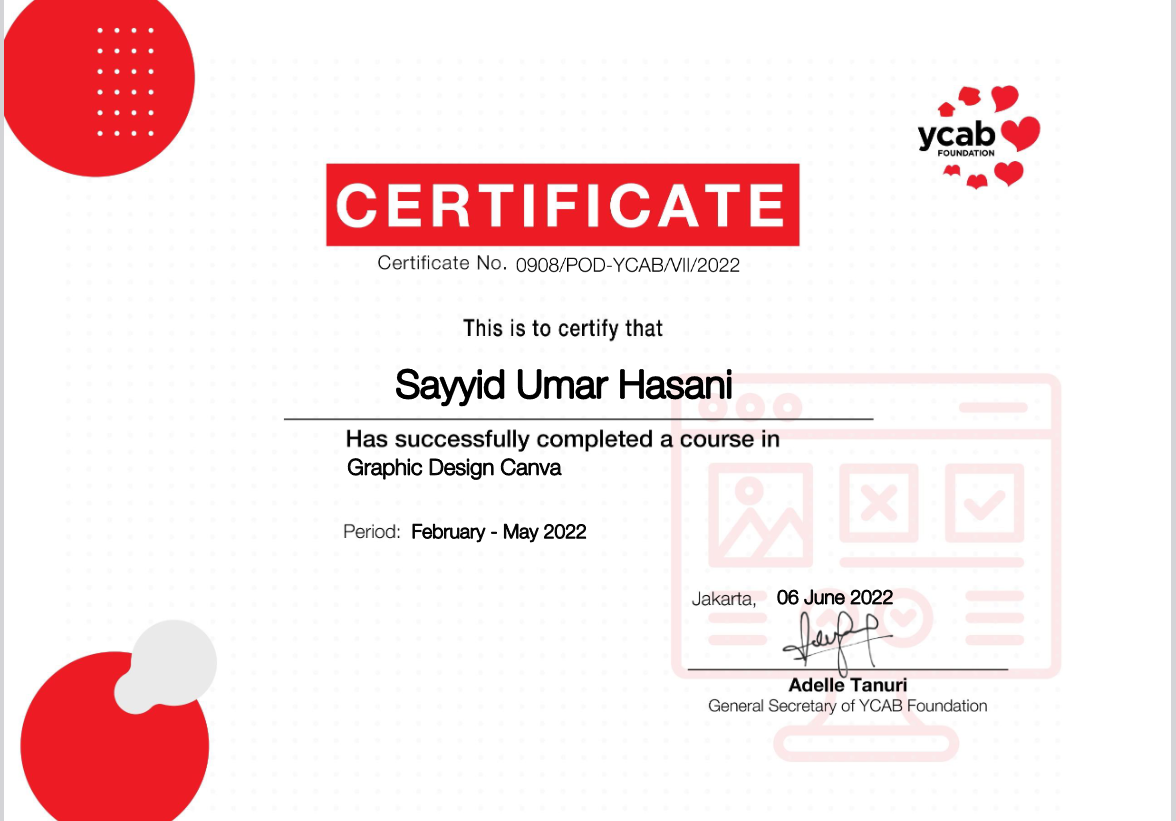 ycab
FOUNDATION
CERTIFICATE
Certificate No. 0908/POD-YCAB/VII/2022
This is to certify that
Sayyid Umar Hasani
Has successfully completed a course in
Graphic Design Canva
Period: February - May 2022
Jakarta, 06 June 2022
Adelle Tanuri
General Secretary of YCAB Foundation